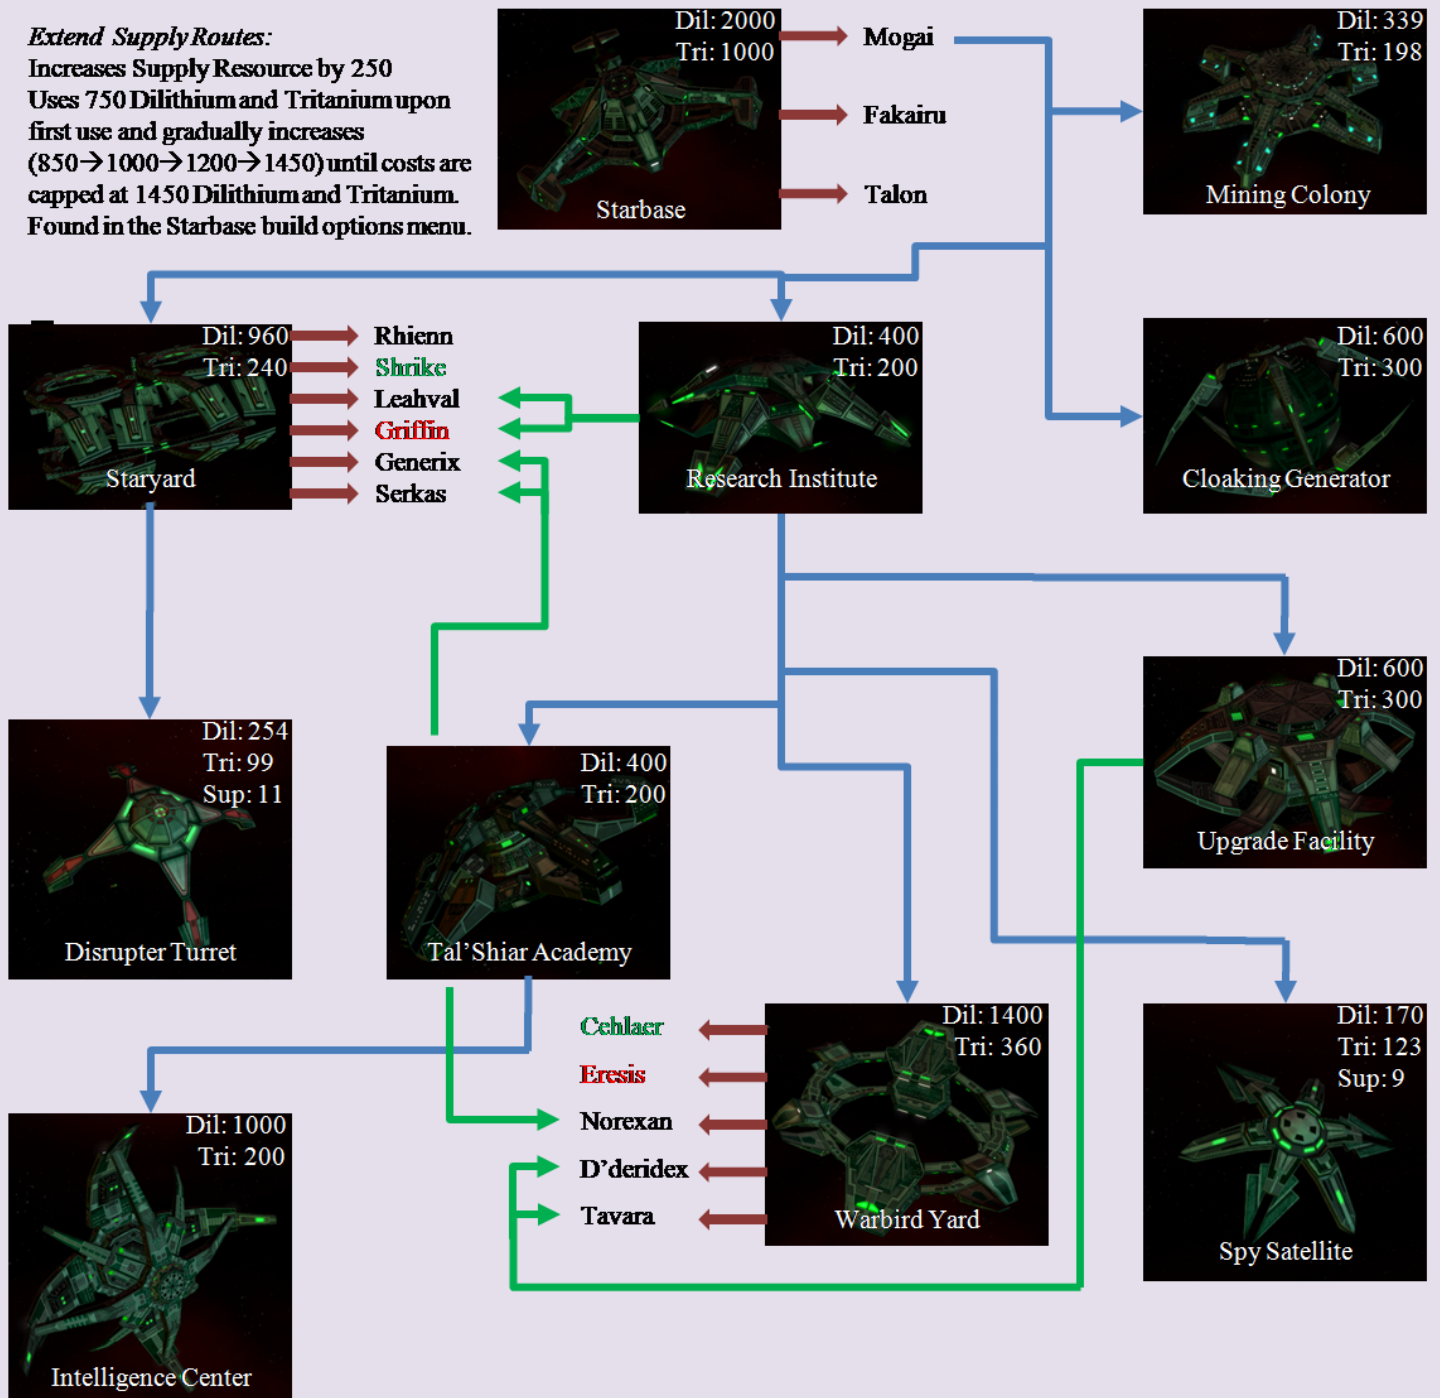 Extend Supply Routes:
Increases Supply Resource by 250
Uses 750 Dilithium and Tritanium upon
first use and gradually increases
(850→1000→1200→1450) until costs are
capped at 1450 Dilithium and Tritanium.
Found in the Starbase build options menu.
Dil: 2000
Tri: 1000
Starbase
Mogai
Fakairu
Talon
Dil: 339
Tri: 198
Mining Colony
Dil: 960
Tri: 240
Staryard
Rhienn
Shrike
Leahval
Griffin
Generix
Serkas
Dil: 400
Tri: 200
Research Institute
Dil: 600
Tri: 300
Cloaking Generator
Dil: 254
Tri: 99
Sup: 11
Disrupter Turret
Dil: 400
Tri: 200
Tal’Shiar Academy
Dil: 600
Tri: 300
Upgrade Facility
Dil: 1000
Tri: 200
Intelligence Center
Cehlaer
Eresis
Norexan
D’deridex
Tavara
Dil: 1400
Tri: 360
Warbird Yard
Dil: 170
Tri: 123
Sup: 9
Spy Satellite